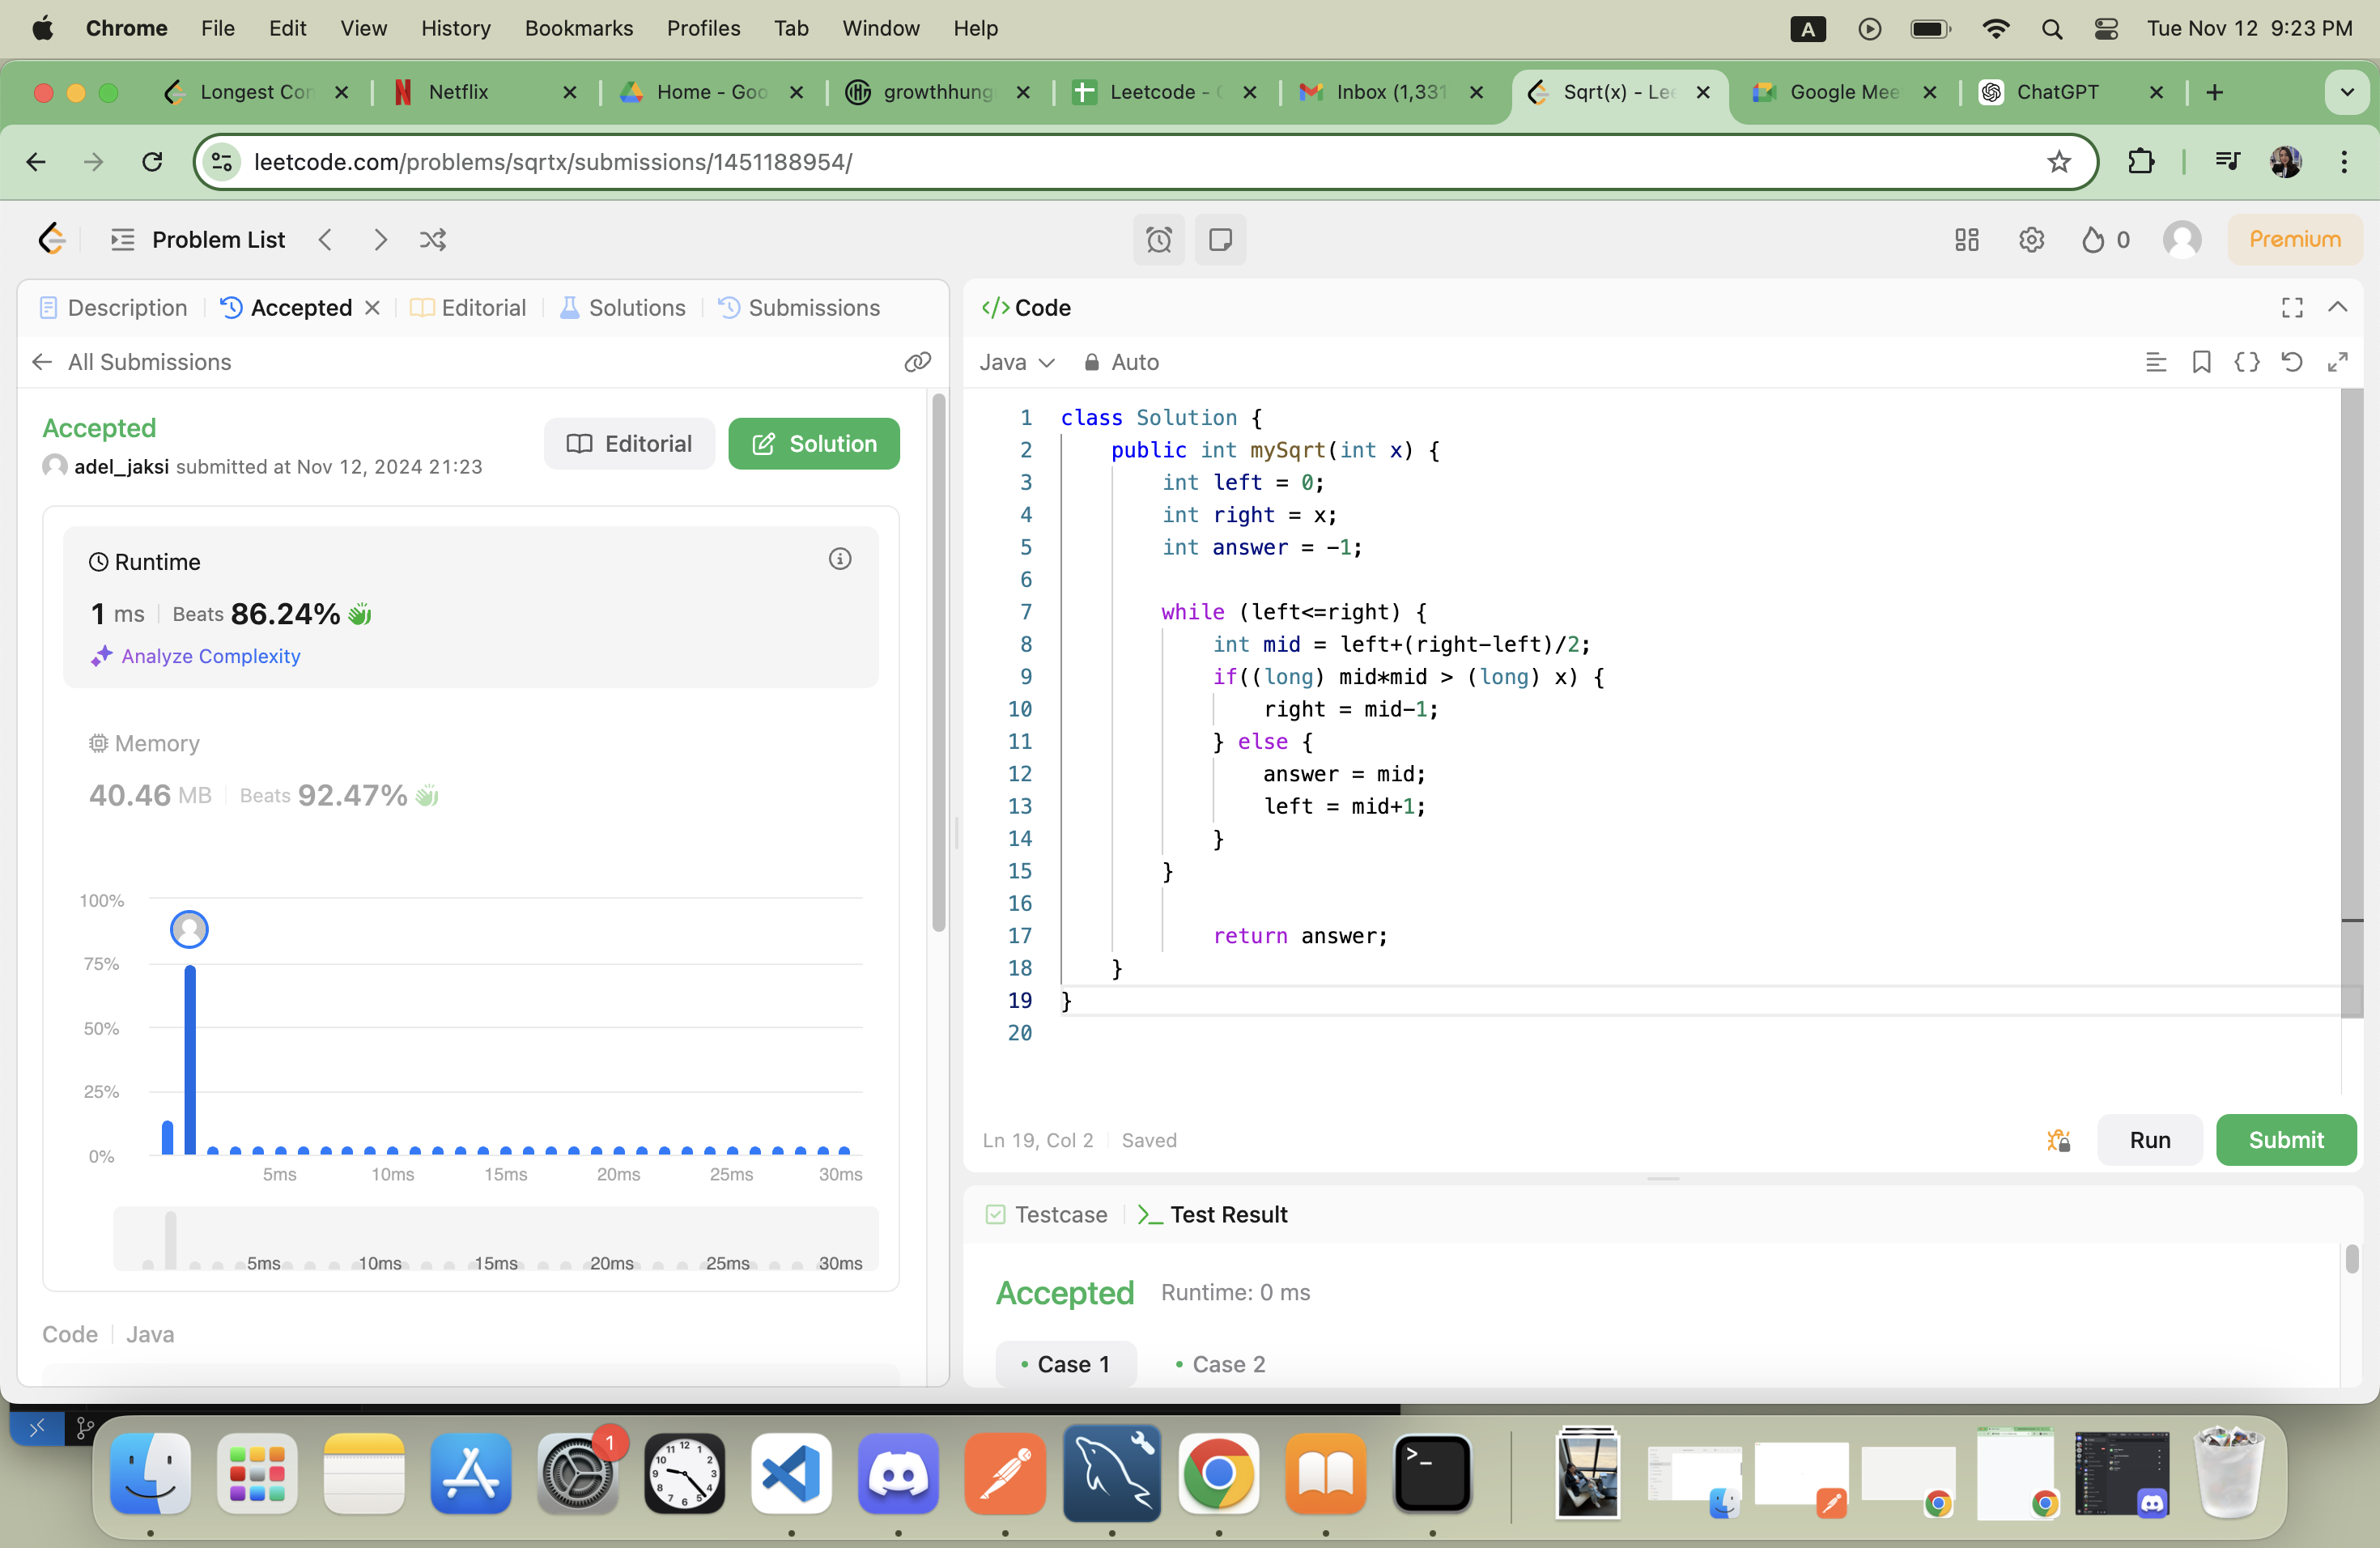 Chrome File Edit View History Bookmarks Profiles Tab Window Help A Tue Nov 12 9:23 PM
Longest Con Netflix Home - Goo growthhung Leetcode - Inbox (1,331 Sqrt(x) - Lee Google Mee ChatGPT
leetcode.com/problems/sqrtx/submissions/1451188954/
Problem List 0 Premium
Description Accepted Editorial Solutions Submissions
All Submissions
Accepted
adel_jaksi submitted at Nov 12, 2024 21:23
Editorial Solution
Runtime
1 ms Beats 86.24%
Analyze Complexity
Memory
40.46 MB Beats 92.47%
100%
75%
50%
25%
0%
5ms 10ms 15ms 20ms 25ms 30ms
5ms 10ms 15ms 20ms 25ms 30ms
Code Java
</> Code
Java Auto
1 class Solution {
2 public int mySqrt(int x) {
3 int left = 0;
4 int right = x;
5 int answer = -1;
6
7 while (left<=right) {
8 int mid = left+(right-left)/2;
9 if((long) mid*mid > (long) x) {
10 right = mid-1;
11 } else {
12 answer = mid;
13 left = mid+1;
14 }
15 }
16
17 return answer;
18 }
19 }
20
Ln 19, Col 2 Saved
Run Submit
Testcase >_ Test Result
Accepted Runtime: 0 ms
Case 1 Case 2
1